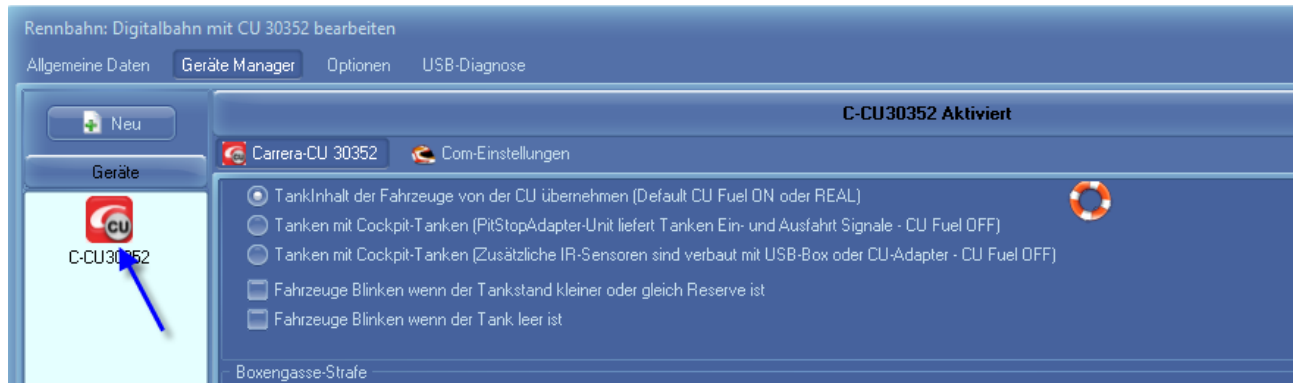 Rennbahn: Digitalbahn mit CU 30352 bearbeiten
Allgemeine Daten Geräte Manager Optionen USB-Diagnose
Neu
Geräte
CU
C-CU30352
C-CU30352 Aktiviert
Carrera-CU 30352 Com-Einstellungen
TankInhalt der Fahrzeuge von der CU übernehmen (Default CU Fuel ON oder REAL)
Tanken mit Cockpit-Tanken (PitStopAdapter-Unit liefert Tanken Ein- und Ausfahrt Signale - CU Fuel OFF)
Tanken mit Cockpit-Tanken (Zusätzliche IR-Sensoren sind verbaut mit USB-Box oder CU-Adapter - CU Fuel OFF)
Fahrzeuge Blinken wenn der Tankstand kleiner oder gleich Reserve ist
Fahrzeuge Blinken wenn der Tank leer ist
Boxengasse-Strafe